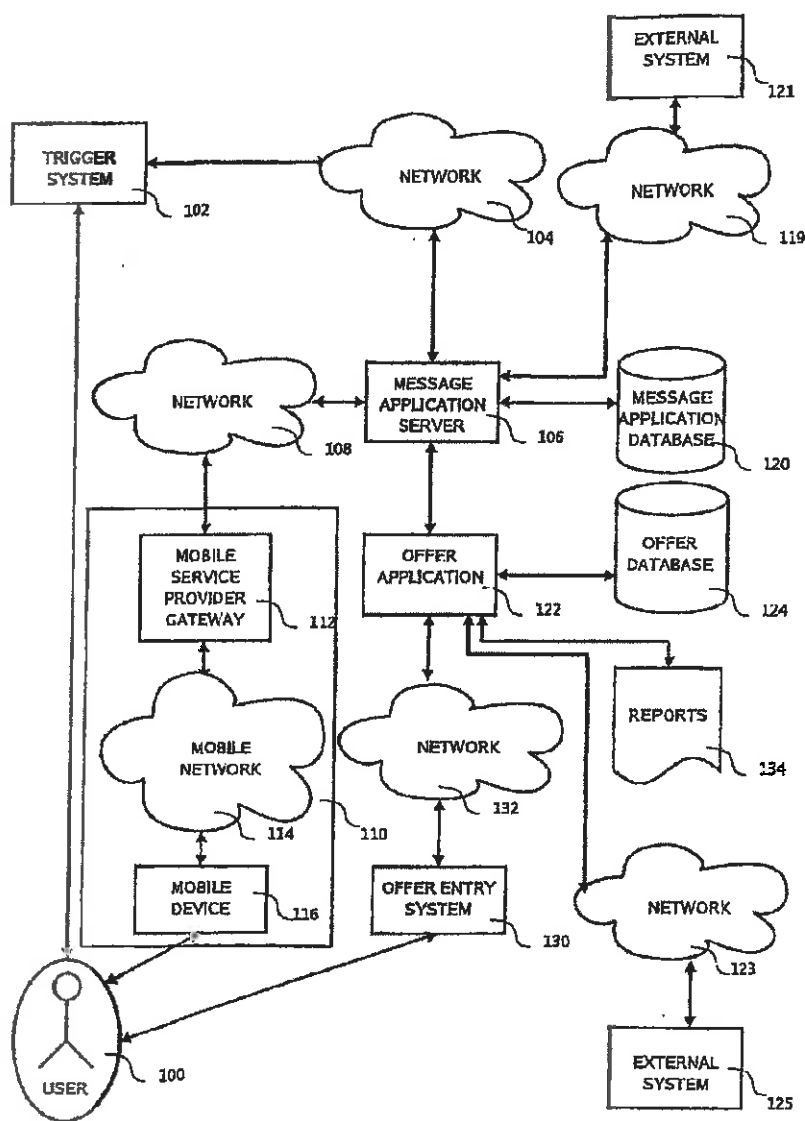 EXTERNAL
SYSTEM
121
TRIGGER
SYSTEM
102
NETWORK
104
NETWORK
119
NETWORK
108
MESSAGE
APPLICATION
SERVER
106
MESSAGE
APPLICATION
DATABASE
120
MOBILE
SERVICE
PROVIDER
GATEWAY
112
OFFER
APPLICATION
122
OFFER
DATABASE
124
MOBILE
NETWORK
114
110
NETWORK
132
REPORTS
134
MOBILE
DEVICE
116
OFFER ENTRY
SYSTEM
130
NETWORK
123
USER
100
EXTERNAL
SYSTEM
125